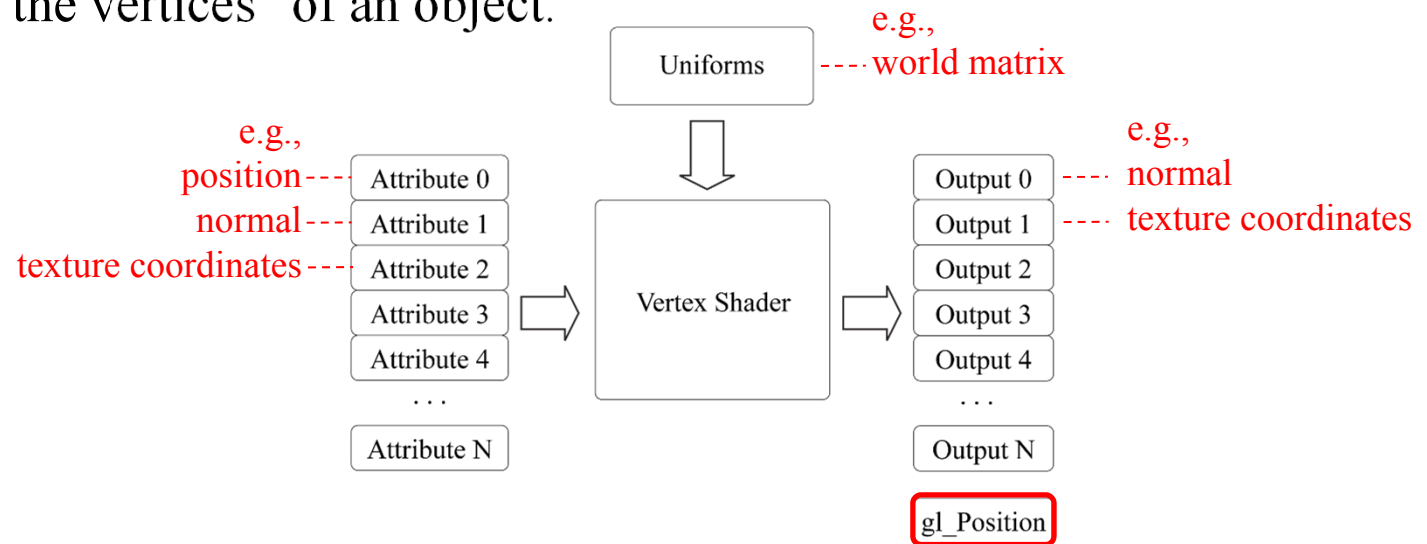 the vertices" of an object.
e.g.,
world matrix
Uniforms
e.g.,
position
normal
texture coordinates
Attribute 0
Attribute 1
Attribute 2
Attribute 3
Attribute 4
. . .
Attribute N
Vertex Shader
Output 0
Output 1
Output 2
Output 3
Output 4
. . .
Output N
gl_Position
e.g.,
normal
texture coordinates